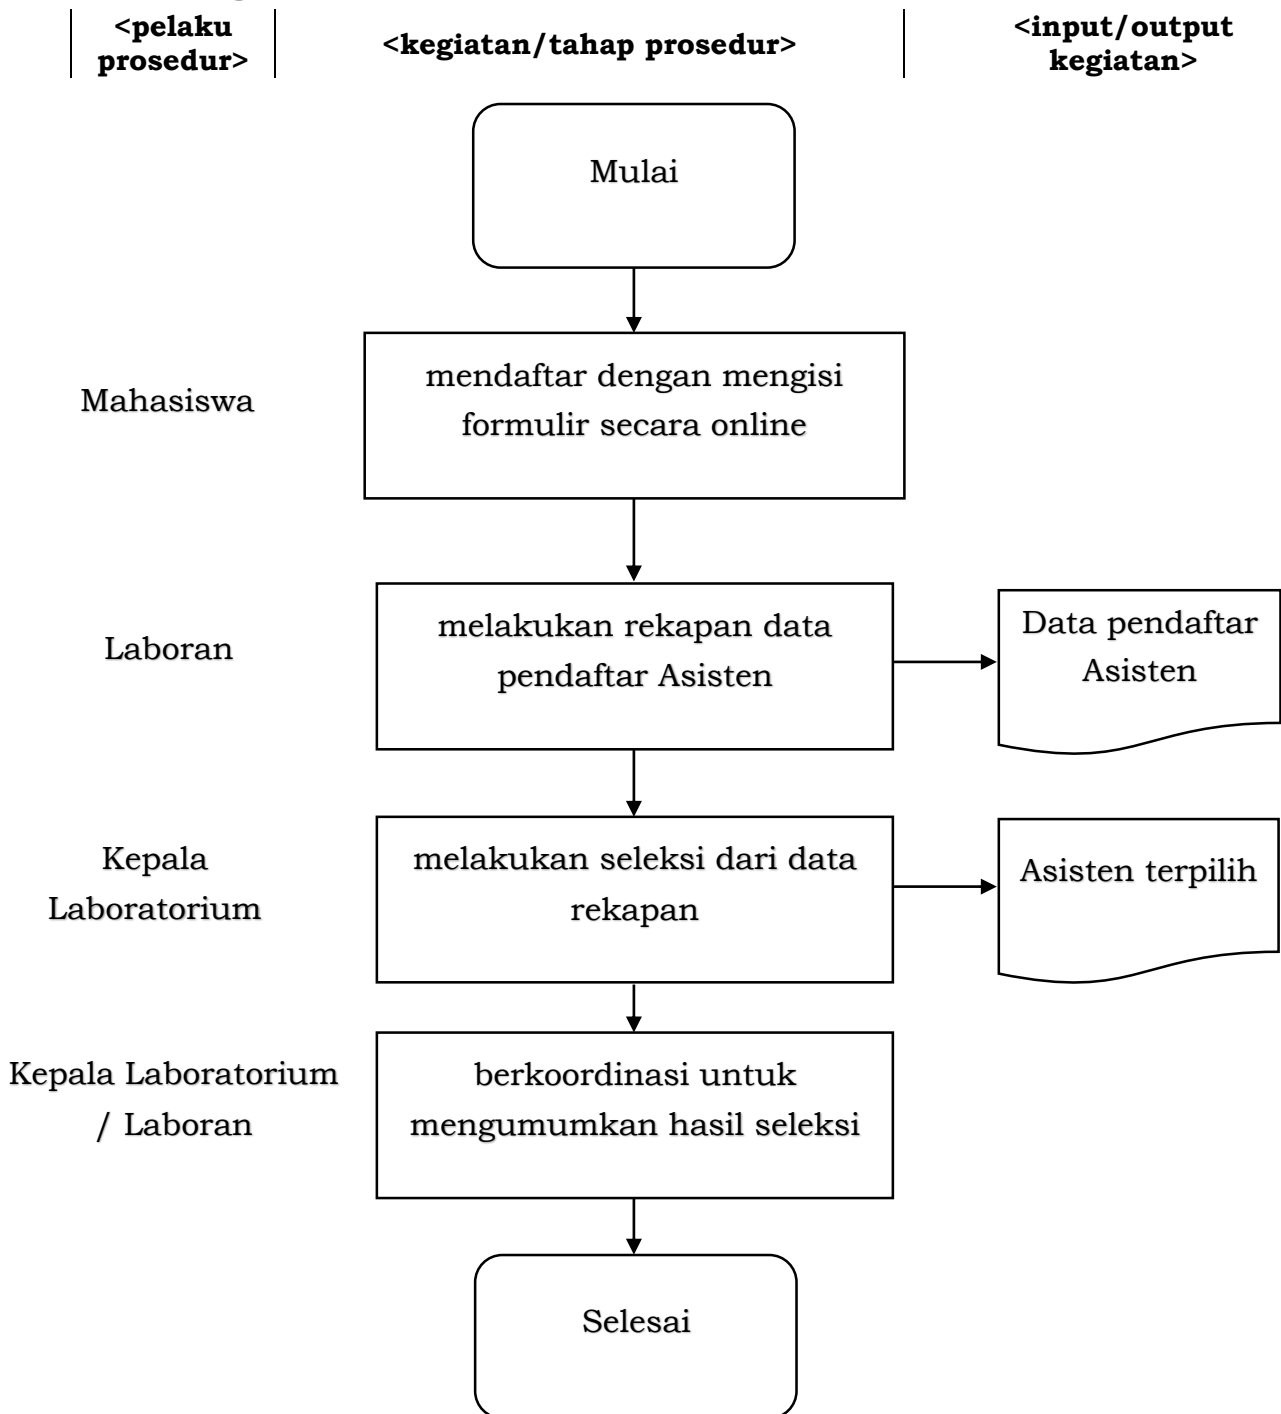 <pelaku
prosedur>
<kegiatan/tahap prosedur>
<input/output
kegiatan>
Mulai
Mahasiswa
mendaftar dengan mengisi
formulir secara online
Laboran
melakukan rekapan data
pendaftar Asisten
Data pendaftar
Asisten
Kepala
Laboratorium
melakukan seleksi dari data
rekapan
Asisten terpilih
Kepala Laboratorium
/ Laboran
berkoordinasi untuk
mengumumkan hasil seleksi
Selesai